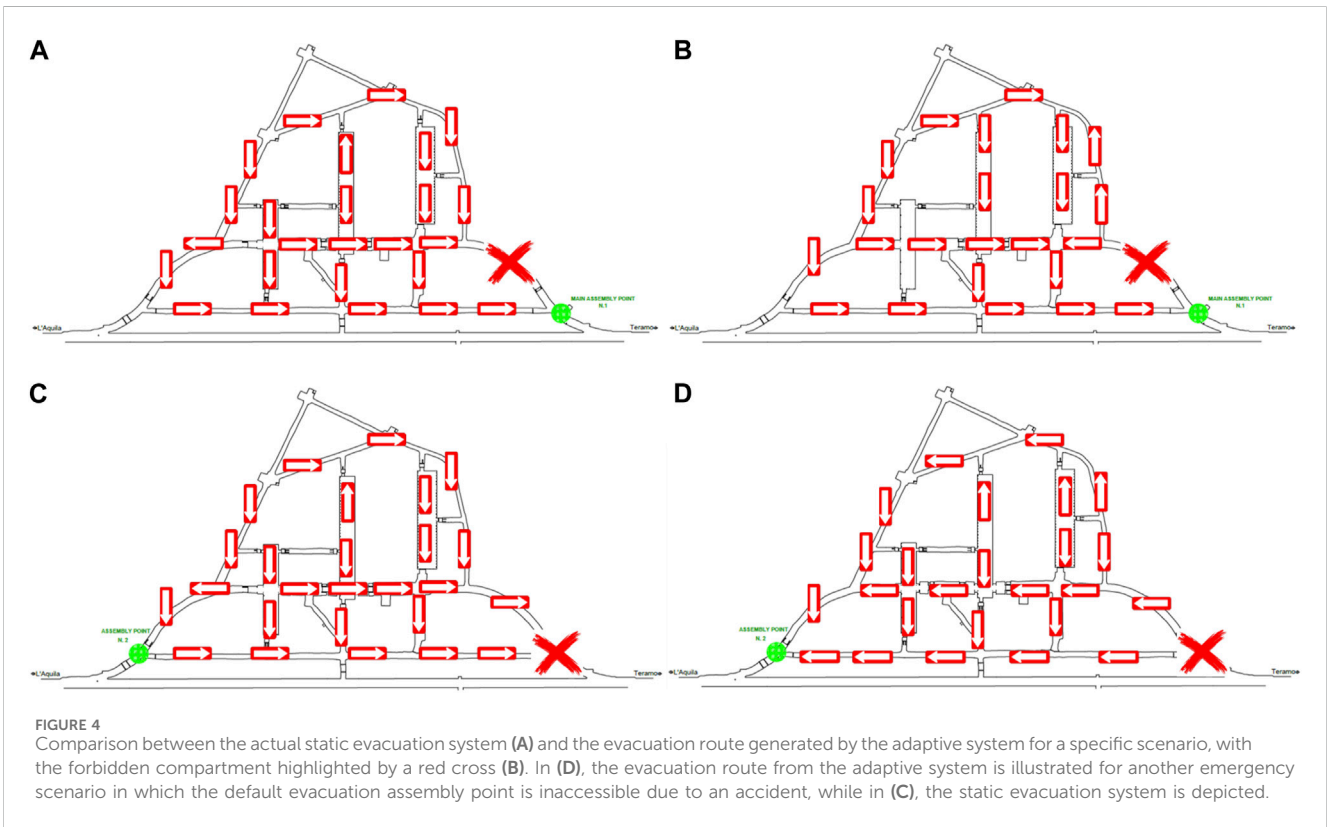 A
B
MAIN ASSEMBLY POINT
N.1
L'Aquila
Teramo
MAIN ASSEMBLY POINT
N.1
L'Aquila
Teramo
C
D
ASSEMBLY POINT
N. 2
L'Aquila
Teramo
ASSEMBLY POINT
N. 2
L'Aquila
Teramo
FIGURE 4
Comparison between the actual static evacuation system (A) and the evacuation route generated by the adaptive system for a specific scenario, with
the forbidden compartment highlighted by a red cross (B). In (D), the evacuation route from the adaptive system is illustrated for another emergency
scenario in which the default evacuation assembly point is inaccessible due to an accident, while in (C), the static evacuation system is depicted.